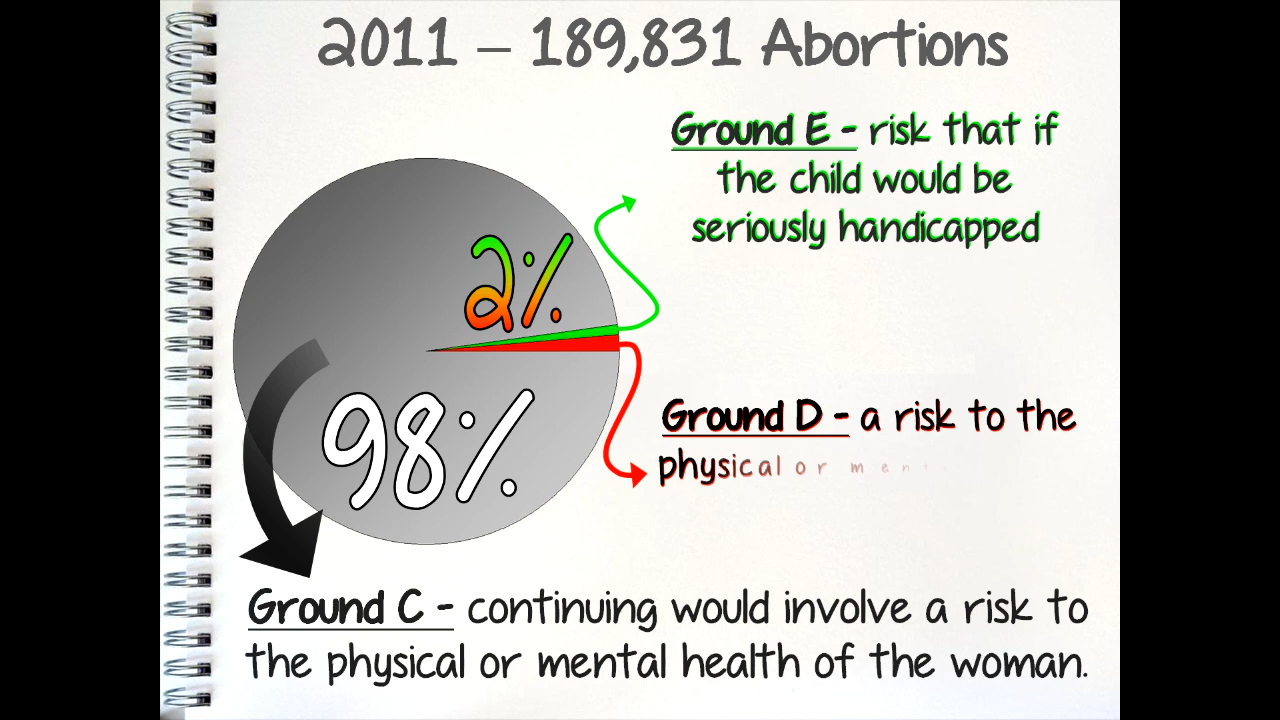 2011 – 189,831 Abortions
Ground E - risk that if
the child would be
seriously handicapped
2%
98%
Ground D - a risk to the
physical or
Ground C - continuing would involve a risk to
the physical or mental health of the woman.